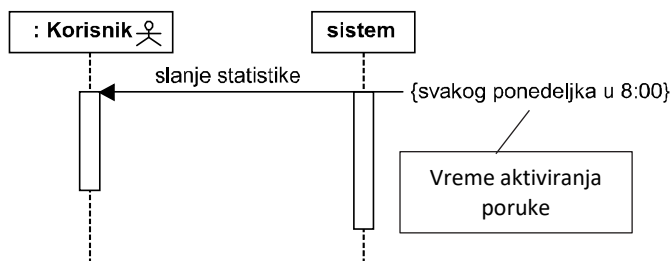 : Korisnik
sistem
slanje statistike
{svakog ponedeljka u 8:00}
Vreme aktiviranja
poruke